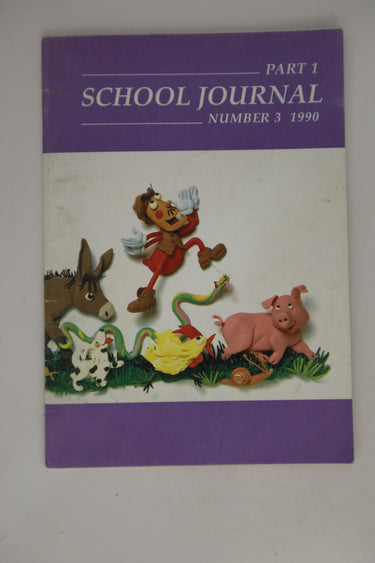 PART 1
SCHOOL JOURNAL
NUMBER 3 1990